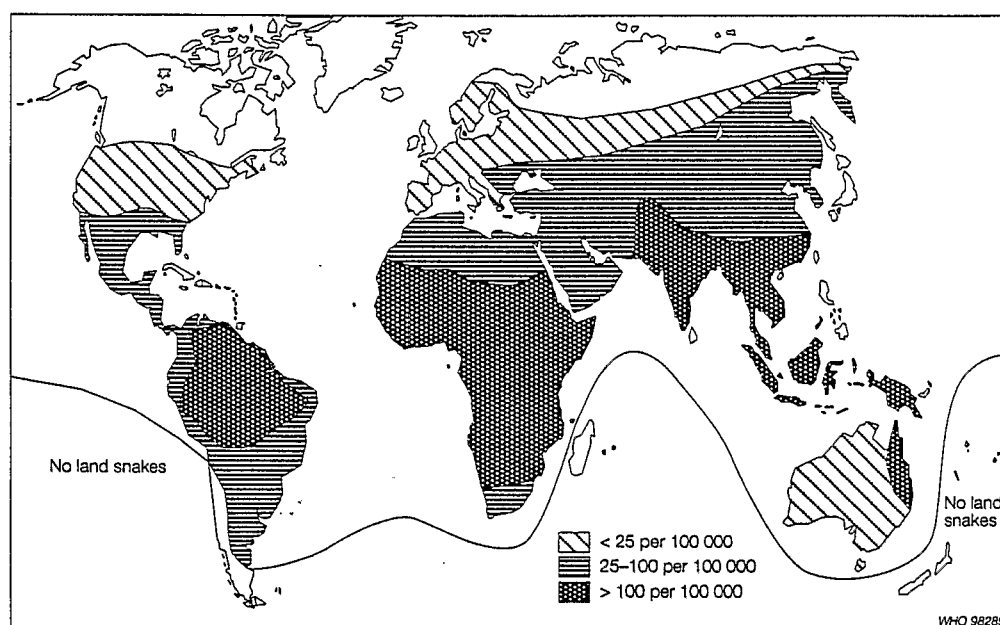 No land snakes
No land
snakes
< 25 per 100 000
25–100 per 100 000
> 100 per 100 000